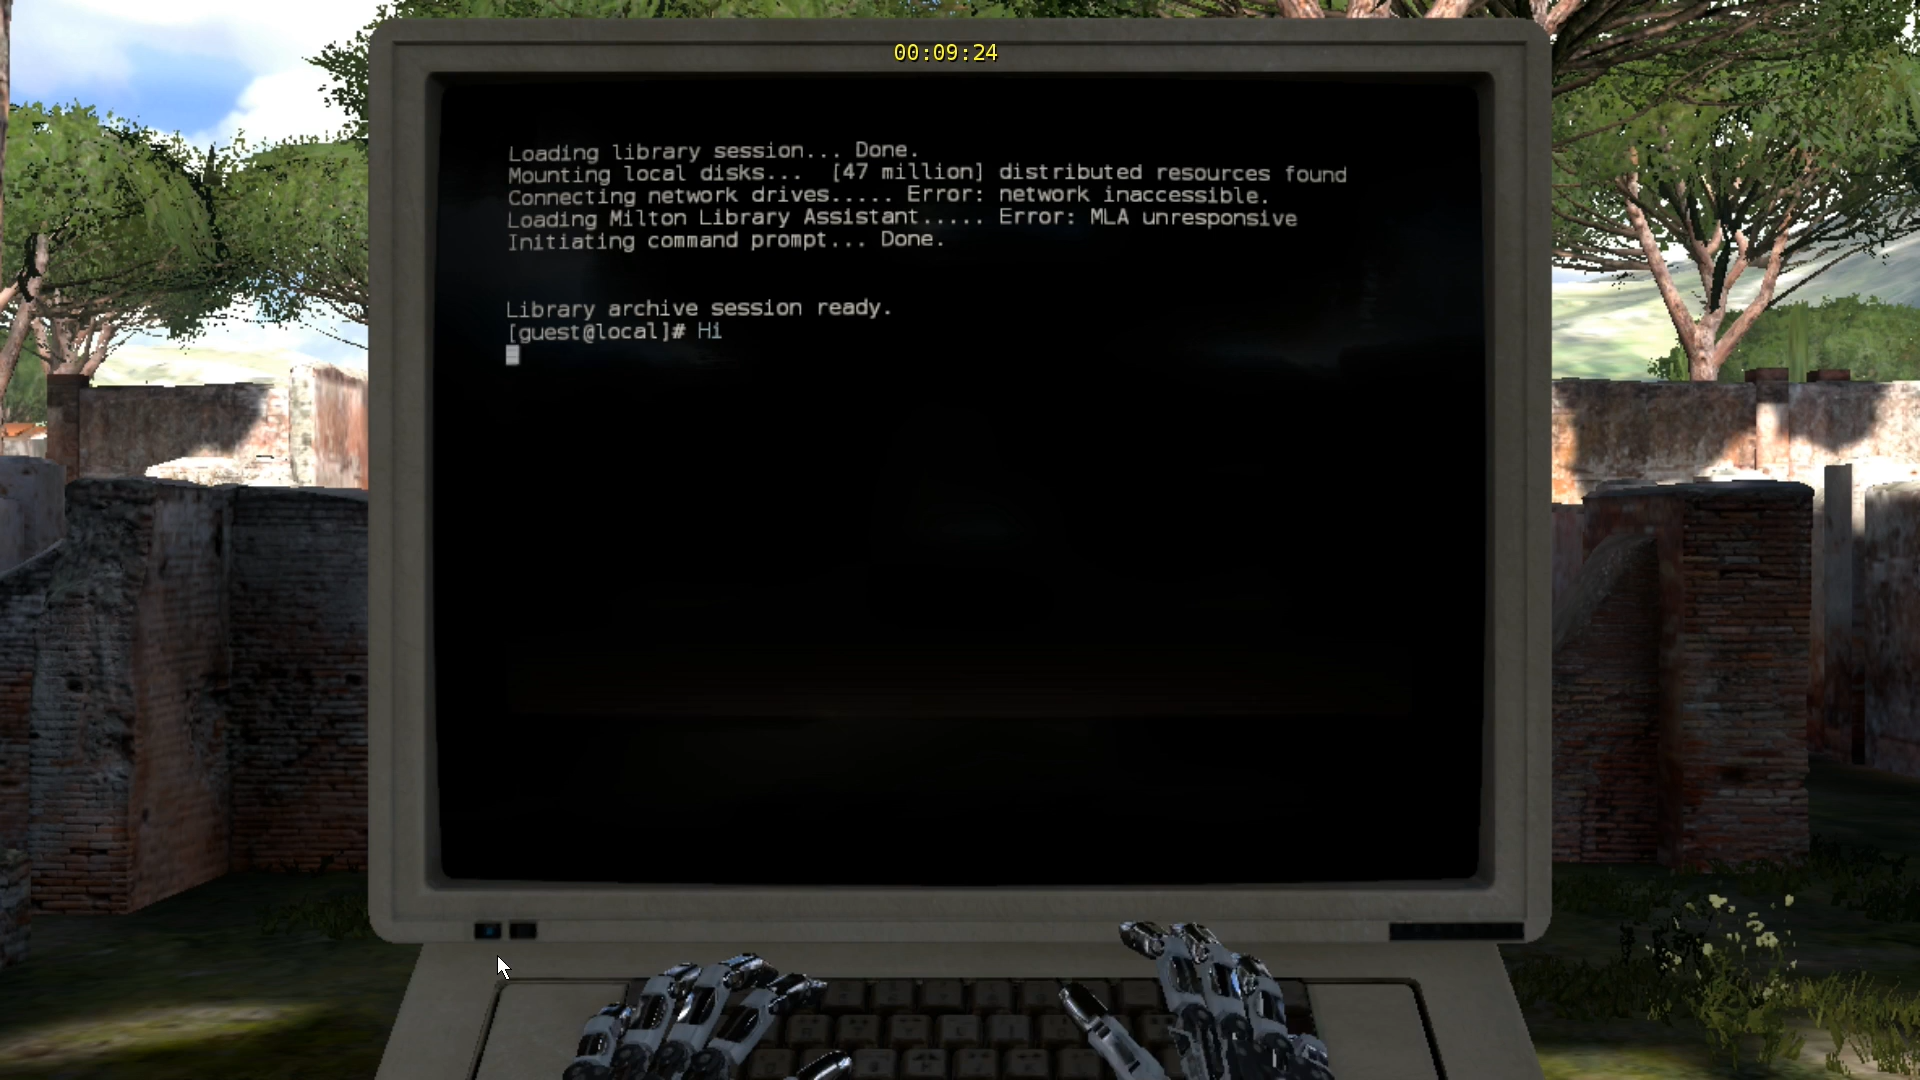 00:09:24
Loading library session... Done.
Mounting local disks...  [47 million] distributed resources found
Connecting network drives..... Error: network inaccessible.
Loading Milton Library Assistant..... Error: MLA unresponsive
Initiating command prompt... Done.
Library archive session ready.
[guest@local]# Hi